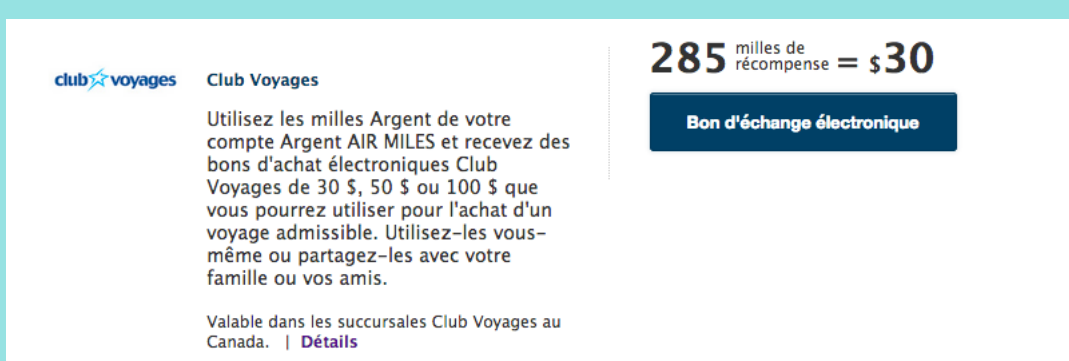 club voyages
Club Voyages
Utilisez les milles Argent de votre
compte Argent AIR MILES et recevez des
bons d'achat électroniques Club
Voyages de 30 $, 50 $ ou 100 $ que
vous pourrez utiliser pour l'achat d'un
voyage admissible. Utilisez-les vous-
même ou partagez-les avec votre
famille ou vos amis.
Valable dans les succursales Club Voyages au
Canada. | Détails
285 milles de récompense = $30
Bon d'échange électronique